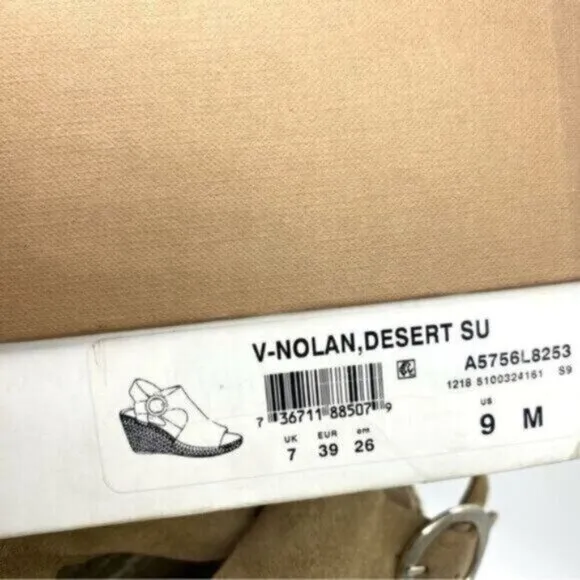 V-NOLAN,DESERT SU
A5756L8253
1218 5100324161 S9
7 36711 88507 9
UK EUR cm US
7 39 26 9 M